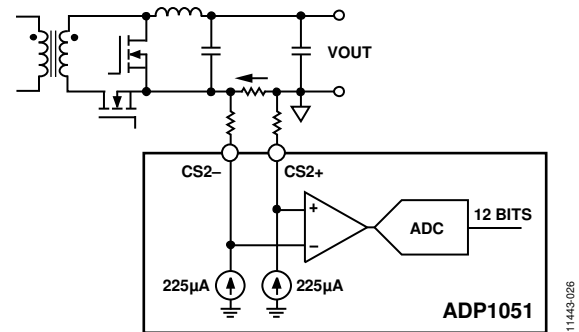 VOUT
CS2– CS2+
+
–
ADC
12 BITS
225µA 225µA
ADP1051
11443-026